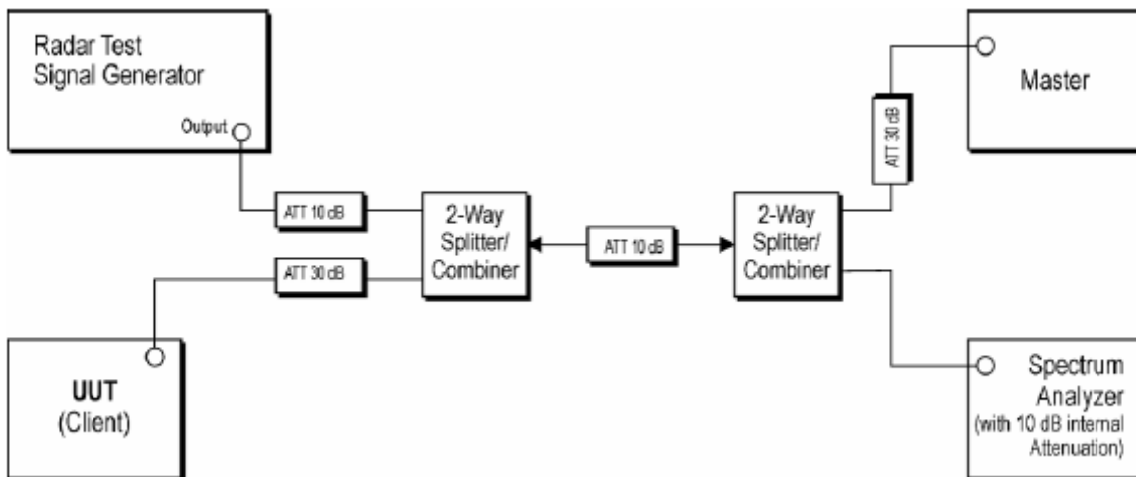 Radar Test
Signal Generator
Output
ATT 10 dB
ATT 30 dB
UUT
(Client)
2-Way
Splitter/
Combiner
ATT 10 dB
2-Way
Splitter/
Combiner
ATT 30 dB
Master
Spectrum
Analyzer
(with 10 dB internal
Attenuation)